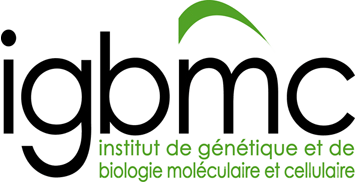 igbmc
institut de génétique et de
biologie moléculaire et cellulaire